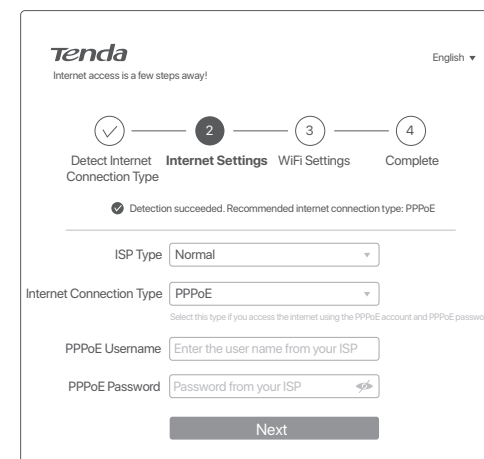 Tenda
English
Internet access is a few steps away!
2 3 4
Detect Internet Connection Type Internet Settings WiFi Settings Complete
Detection succeeded. Recommended internet connection type: PPPoE
ISP Type Normal
Internet Connection Type PPPoE
Select this type if you access the internet using the PPPoE account and PPPoE passwo
PPPoE Username Enter the user name from your ISP
PPPoE Password Password from your ISP
Next